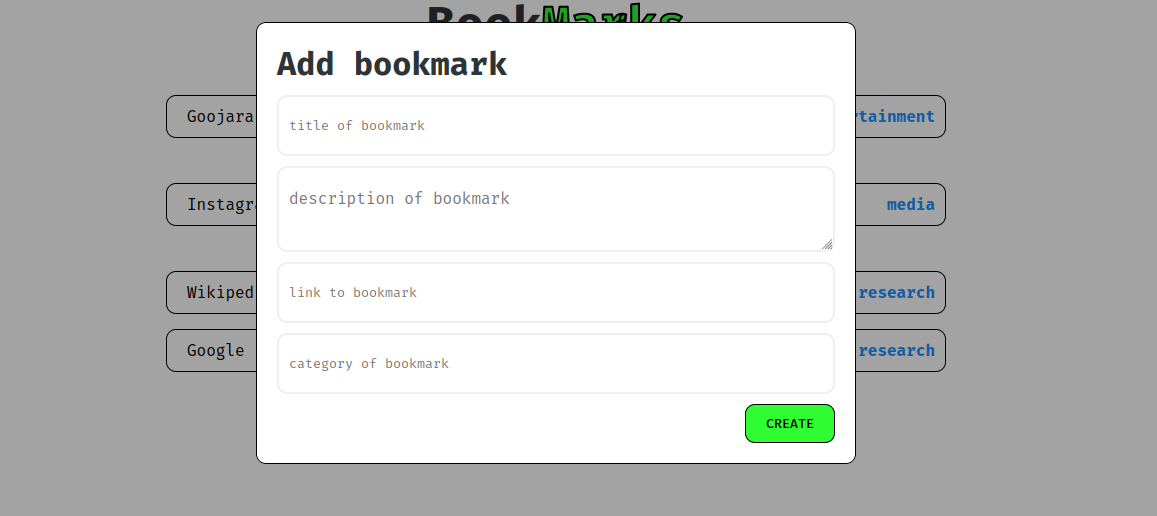 BookMarks
Add bookmark
Goojara
title of bookmark
rtainment
Instagra
description of bookmark
media
Wikiped
link to bookmark
research
Google
research
category of bookmark
CREATE